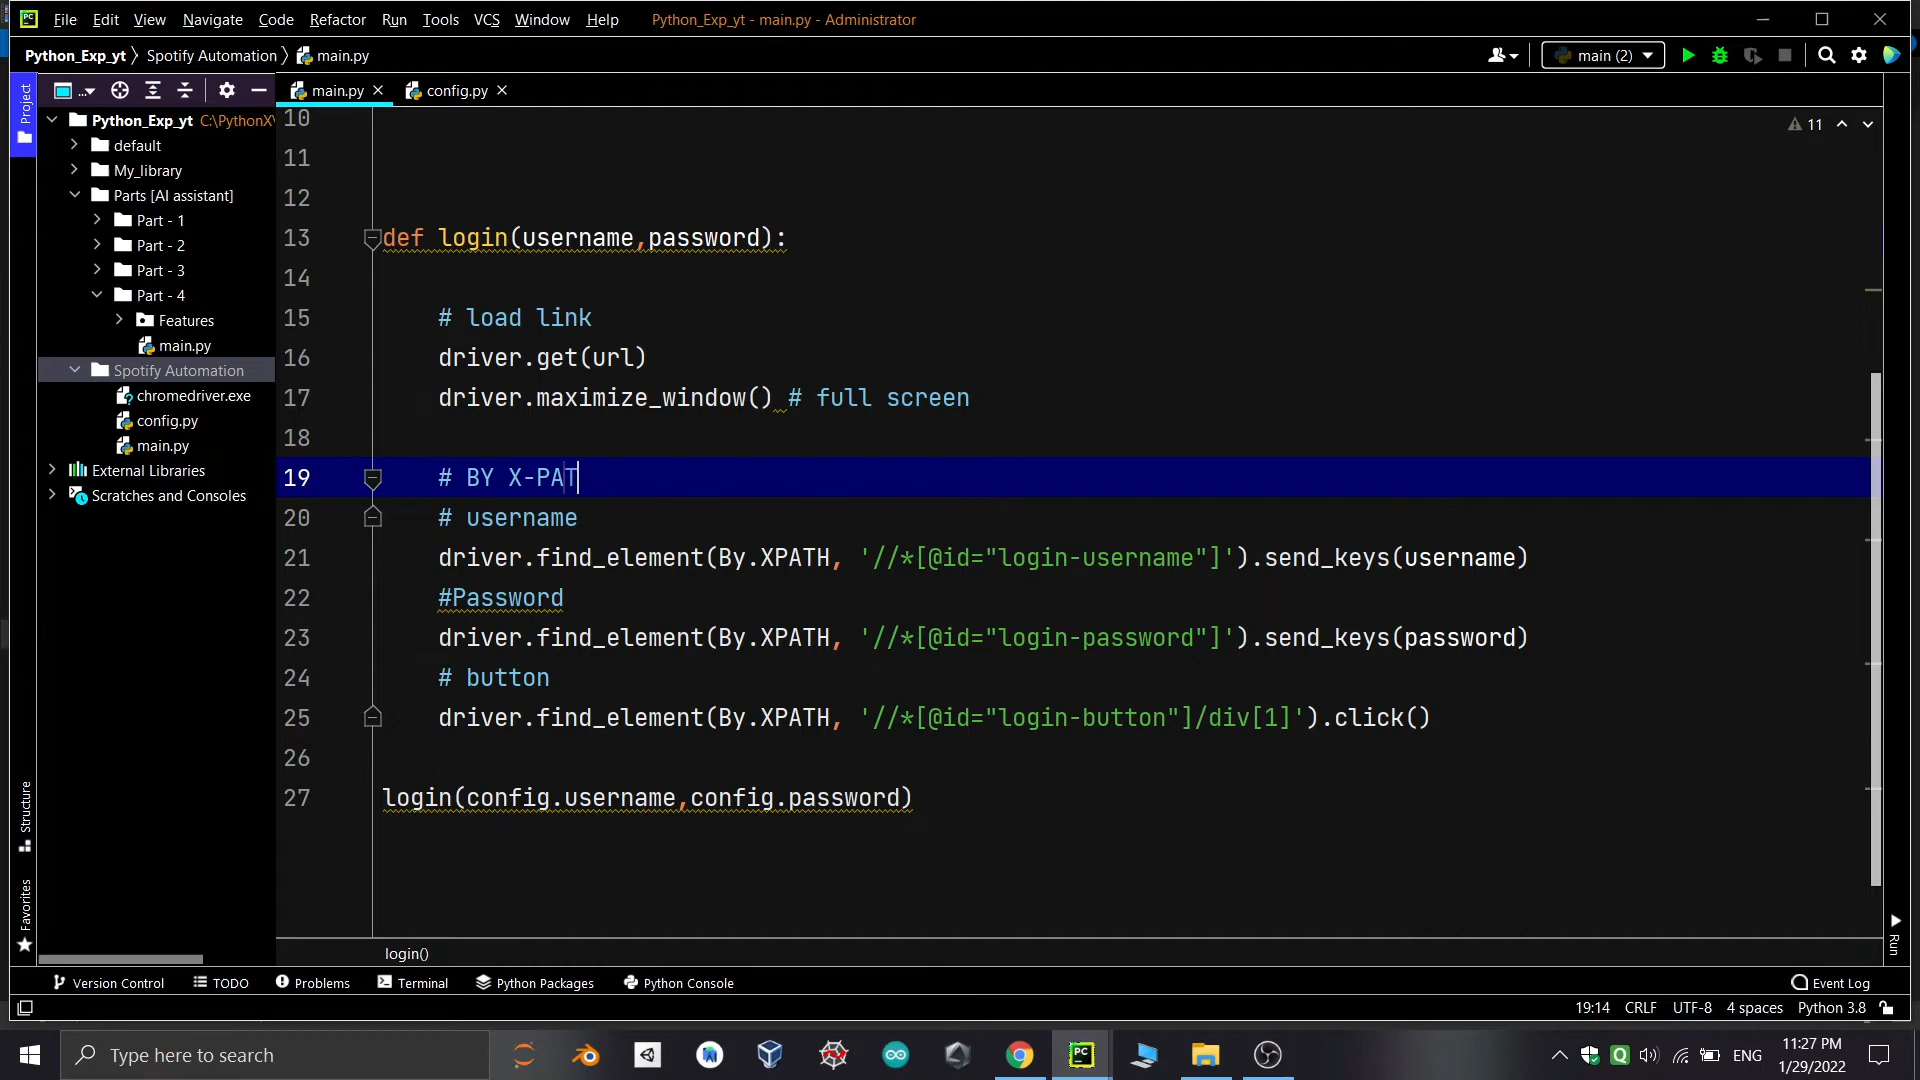 File Edit View Navigate Code Refactor Run Tools VCS Window Help Python_Exp_yt - main.py - Administrator
Python_Exp_yt Spotify Automation main.py main (2)
Project
... main.py config.py
Python_Exp_yt C:\PythonX\
default
My_library
Parts [AI assistant]
Part - 1
Part - 2
Part - 3
Part - 4
Features
main.py
Spotify Automation
chromedriver.exe
config.py
main.py
External Libraries
Scratches and Consoles
11
10
11
12
13 def login(username,password):
14
15 # load link
16 driver.get(url)
17 driver.maximize_window() # full screen
18
19 # BY X-PAT
20 # username
21 driver.find_element(By.XPATH, '//*[@id="login-username"]').send_keys(username)
22 #Password
23 driver.find_element(By.XPATH, '//*[@id="login-password"]').send_keys(password)
24 # button
25 driver.find_element(By.XPATH, '//*[@id="login-button"]/div[1]').click()
26
27 login(config.username,config.password)
Structure
Favorites
Run
login()
Version Control TODO Problems Terminal Python Packages Python Console Event Log
19:14 CRLF UTF-8 4 spaces Python 3.8
Type here to search
PC
ENG
11:27 PM
1/29/2022